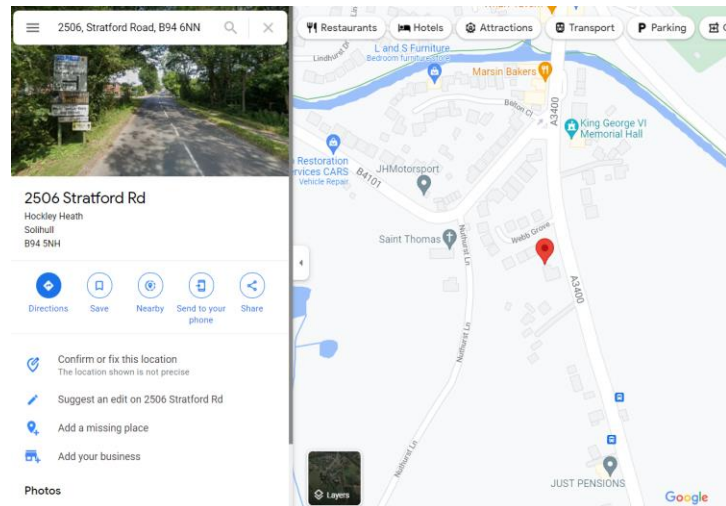 2506, Stratford Road, B94 6NN
2506 Stratford Rd
Hockley Heath
Solihull
B94 5NH
Directions
Save
Nearby
Send to your
phone
Share
Confirm or fix this location
The location shown is not precise
Suggest an edit on 2506 Stratford Rd
Add a missing place
Add your business
Photos
Restaurants
Hotels
Attractions
Transport
P Parking
L and S Furniture
Bedroom furniture store
Marsin Bakers
Belton Cl
A3400
King George VI
Memorial Hall
Restoration
CARS
Vehicle Repair
B4101
JHMotorsport
Saint Thomas
Nuthurst Ln
Webb Grove
A3400
Nuthurst Ln
Nuthurst Ln
JUST PENSIONS
Layers
Google